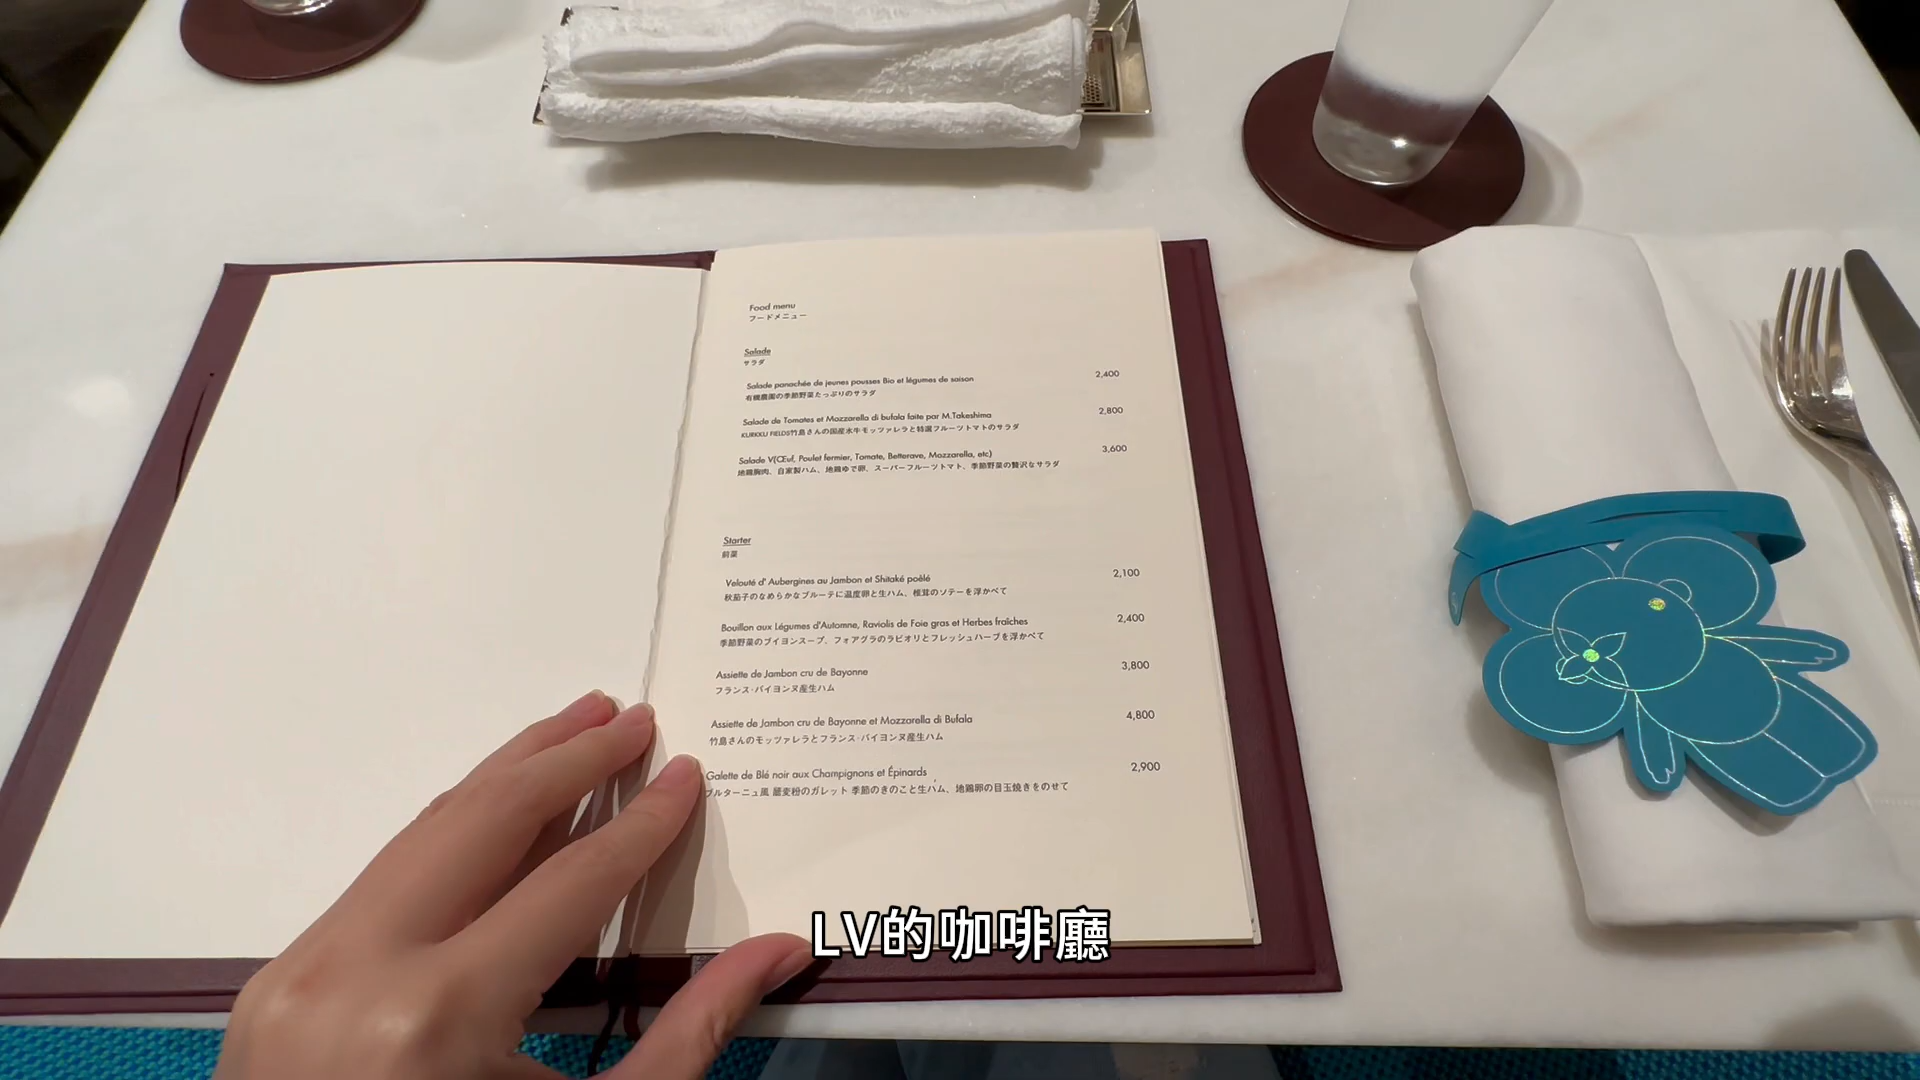 Food menu
フードメニュー
Salade
サラダ
Salade panachée de jeunes pousses Bio et légumes de saison 2,400
有機農園の季節野菜たっぷりのサラダ
Salade de Tomates et Mozzarella di bufala faite par M.Takeshima 2,800
KURKKU FIELDS竹島さんの国産水牛モッツァレラと特選フルーツトマトのサラダ
Salade V(Œuf, Poulet fermier, Tomate, Betterave, Mozzarella, etc) 3,600
地鶏胸肉、自家製ハム、地鶏ゆで卵、スーパーフルーツトマト、季節野菜の贅沢なサラダ
Starter
前菜
Velouté d' Aubergines au Jambon et Shitaké poêlé 2,100
秋茄子のなめらかなブルーテに温度卵と生ハム、椎茸のソテーを浮かべて
Bouillon aux Légumes d'Automne, Raviolis de Foie gras et Herbes fraîches 2,400
季節野菜のブイヨンスープ、フォアグラのラビオリとフレッシュハーブを浮かべて
Assiette de Jambon cru de Bayonne 3,800
フランス・バイヨンヌ産生ハム
Assiette de Jambon cru de Bayonne et Mozzarella di Bufala 4,800
竹島さんのモッツァレラとフランス・バイヨンヌ産生ハム
Galette de Blé noir aux Champignons et Épinards 2,900
ブルターニュ風 蕎麦粉のガレット 季節のきのこと生ハム、地鶏卵の目玉焼きをのせて
LV的咖啡廳